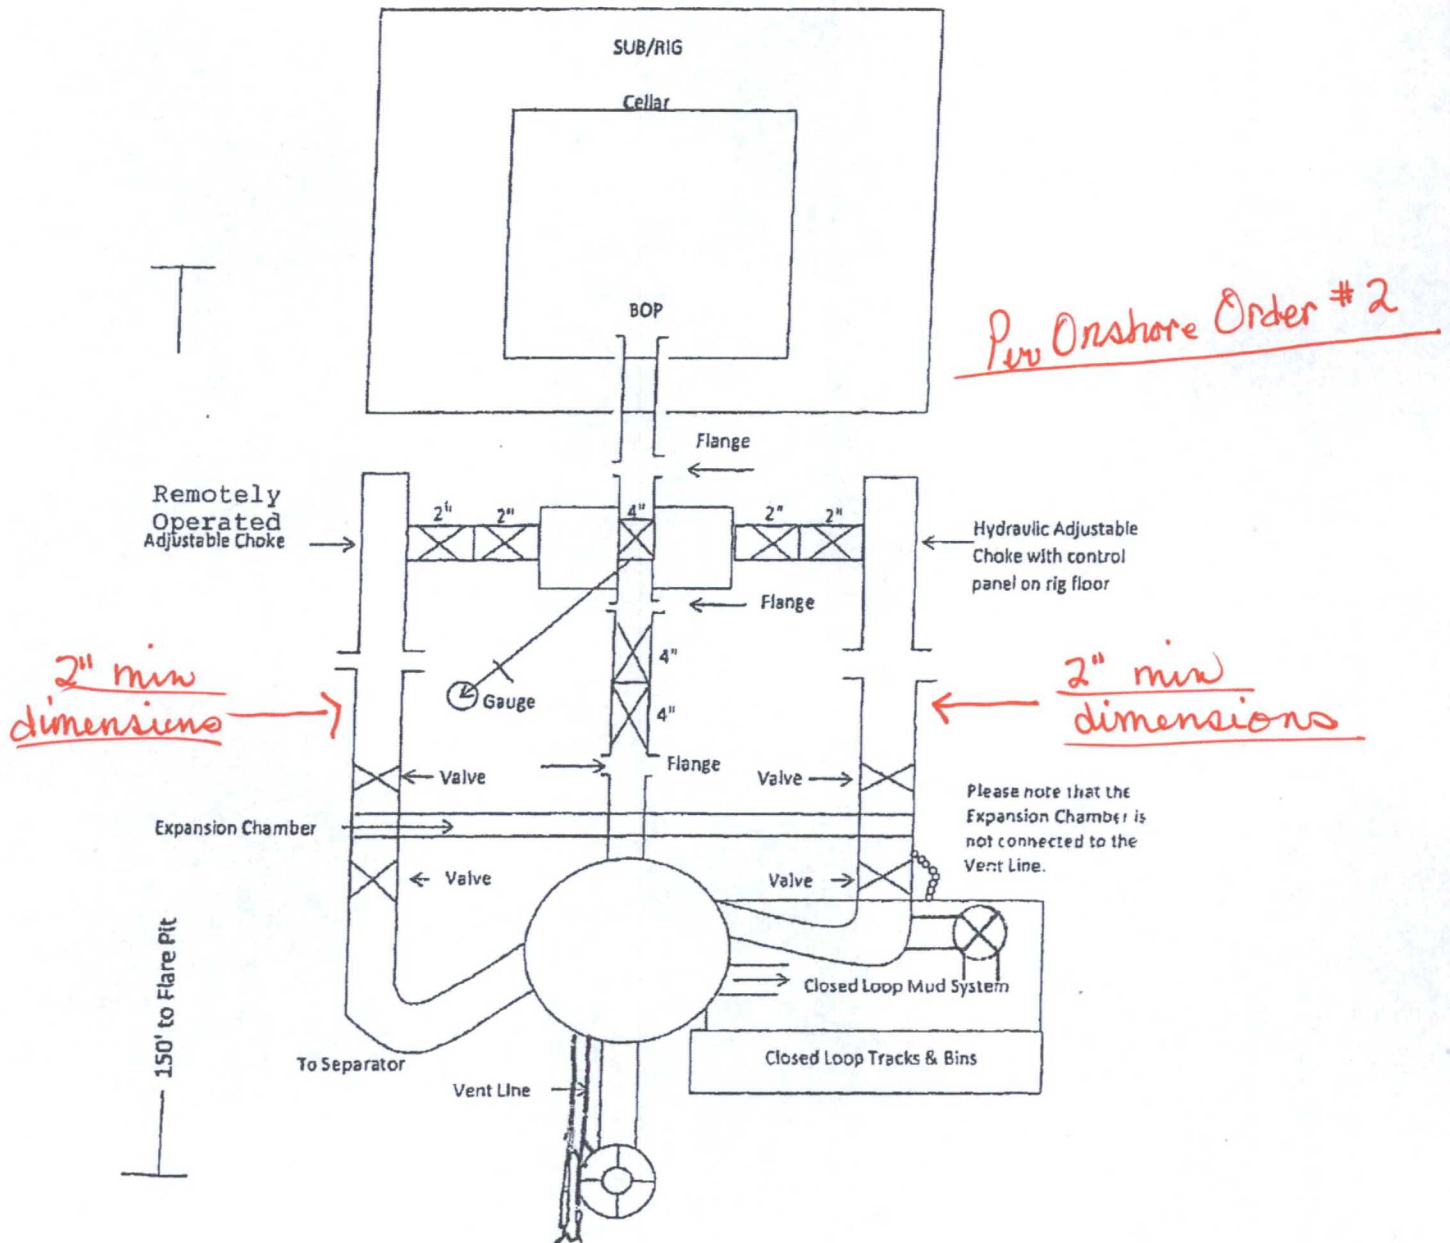 SUB/RIG
Cellar
BOP
Per Onshore Order #2
Flange
Remotely
Operated
Adjustable Choke
2"
2"
4"
2"
2"
Hydraulic Adjustable
Choke with control
panel on rig floor
Flange
2" min
dimensions
4"
4"
Gauge
2" min
dimensions
Flange
Valve
Valve
Please note that the
Expansion Chamber is
not connected to the
Vent Line.
Expansion Chamber
Valve
Valve
150' to Flare Pit
Closed Loop Mud System
To Separator
Closed Loop Tracks & Bins
Vent Line